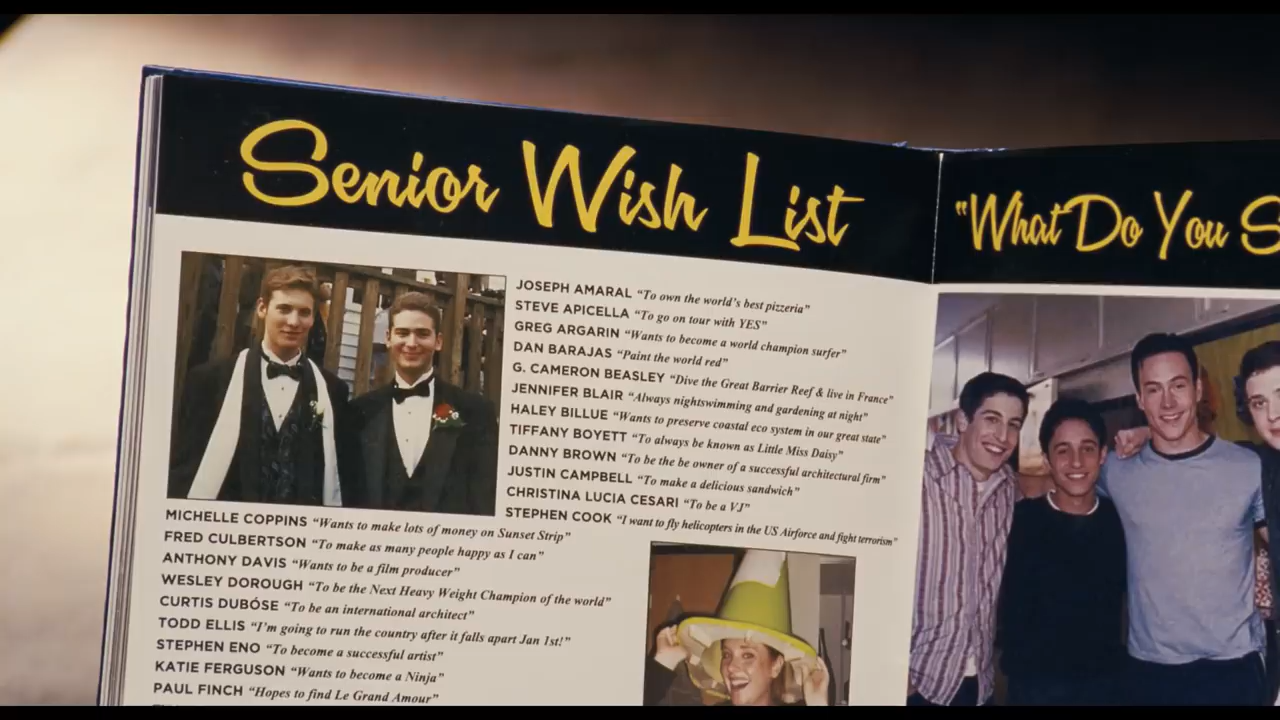 Senior Wish List
JOSEPH AMARAL "To own the world's best pizzeria"
STEVE APICELLA "To go on tour with YES"
GREG ARGARIN "Wants to become a world champion surfer"
DAN BARAJAS "Paint the world red"
G. CAMERON BEASLEY "Dive the Great Barrier Reef & live in France"
JENNIFER BLAIR "Always nightswimming and gardening at night"
HALEY BILLUE "Wants to preserve coastal eco system in our great state"
TIFFANY BOYETT "To always be known as Little Miss Daisy"
DANNY BROWN "To be the be owner of a successful architectural firm"
JUSTIN CAMPBELL "To make a delicious sandwich"
CHRISTINA LUCIA CESARI "To be a VJ"
STEPHEN COOK "I want to fly helicopters in the US Airforce and fight terrorism"
MICHELLE COPPINS "Wants to make lots of money on Sunset Strip"
FRED CULBERTSON "To make as many people happy as I can"
ANTHONY DAVIS "Wants to be a film producer"
WESLEY DOROUGH "To be the Next Heavy Weight Champion of the world"
CURTIS DUBÓSE "To be an international architect"
TODD ELLIS "I'm going to run the country after it falls apart Jan 1st!"
STEPHEN ENO "To become a successful artist"
KATIE FERGUSON "Wants to become a Ninja"
PAUL FINCH "Hopes to find Le Grand Amour"
"What Do You S